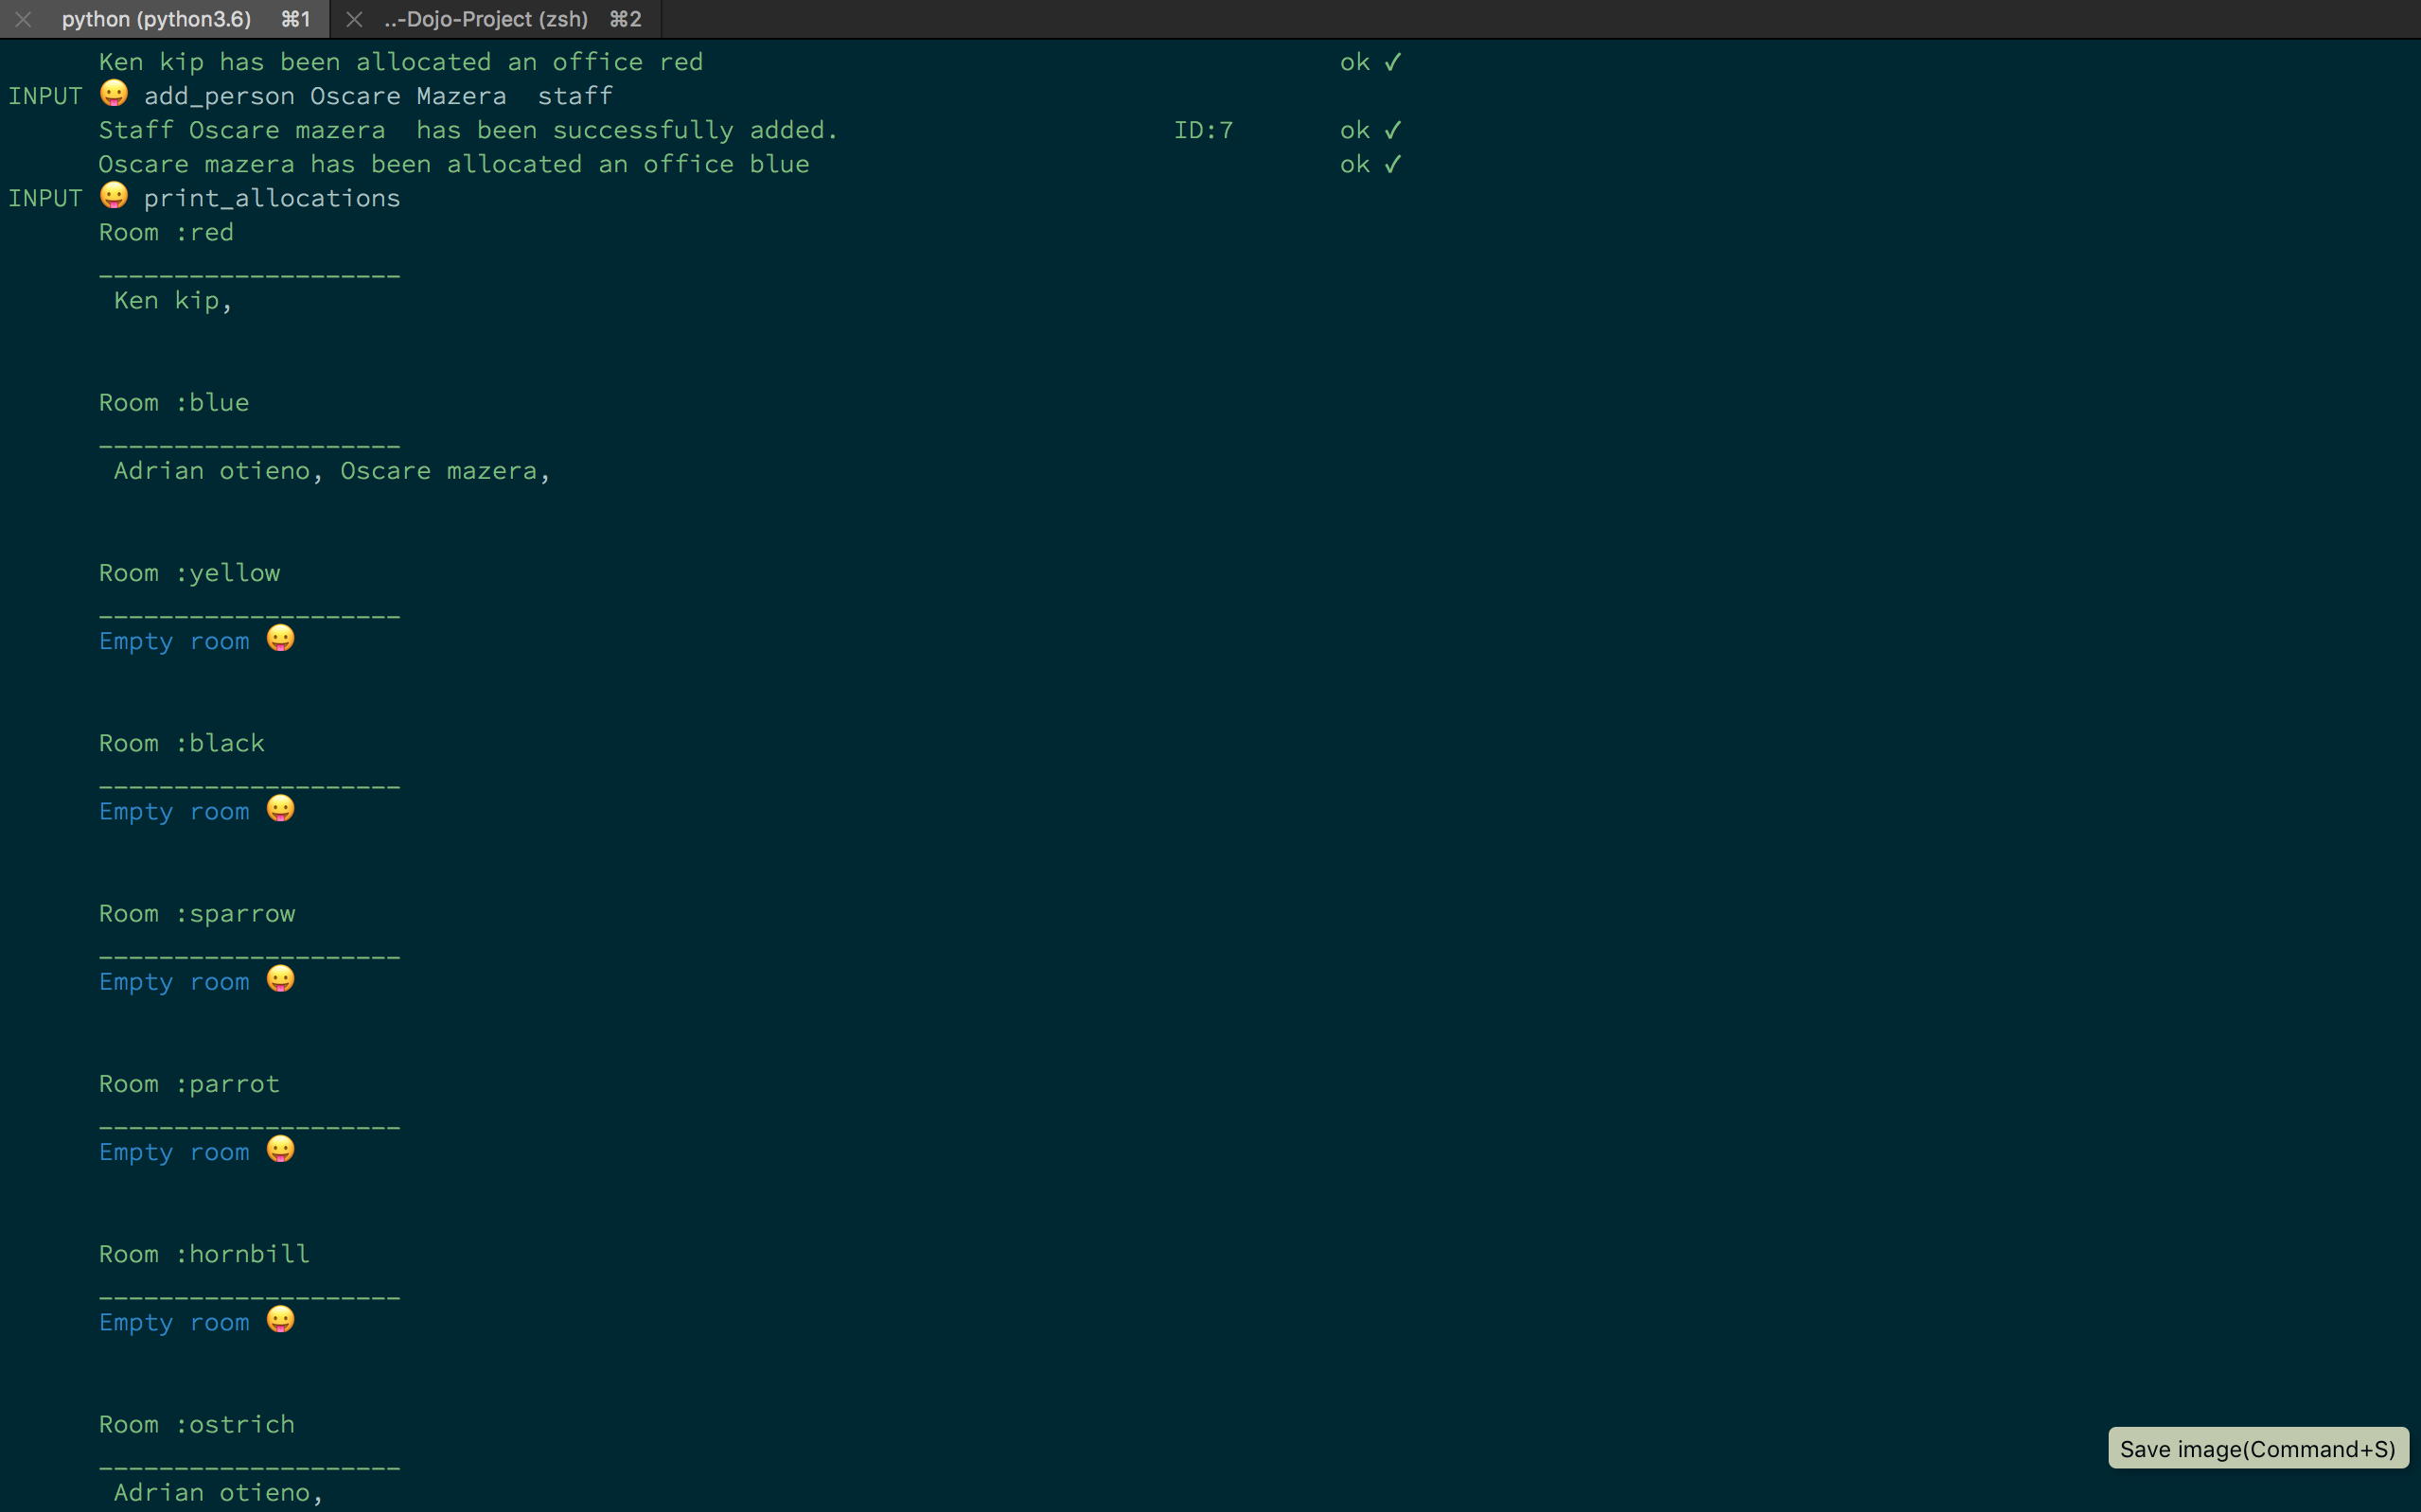 python (python3.6) ⌘1 ..-Dojo-Project (zsh) ⌘2
Ken kip has been allocated an office red ok ✓
INPUT 😛 add_person Oscare Mazera  staff
Staff Oscare mazera  has been successfully added. ID:7 ok ✓
Oscare mazera has been allocated an office blue ok ✓
INPUT 😛 print_allocations
Room :red
--------------------
Ken kip,
Room :blue
--------------------
Adrian otieno, Oscare mazera,
Room :yellow
--------------------
Empty room 😛
Room :black
--------------------
Empty room 😛
Room :sparrow
--------------------
Empty room 😛
Room :parrot
--------------------
Empty room 😛
Room :hornbill
--------------------
Empty room 😛
Room :ostrich
--------------------
Adrian otieno,
Save image(Command+S)